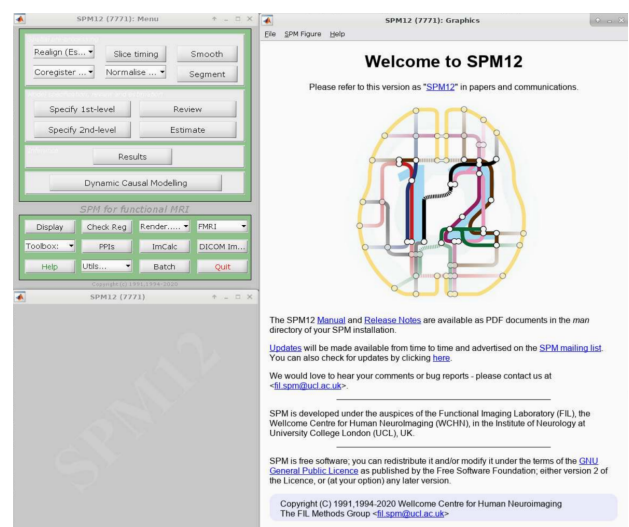 SPM12 (7771): Menu
Realign (Es...
Slice timing
Smooth
Coregister ...
Normalise ...
Segment
Specify 1st-level
Review
Specify 2nd-level
Estimate
Results
Dynamic Causal Modelling
SPM for functional MRI
Display
Check Reg
Render....
FMRI
Toolbox:
PPIs
ImCalc
DICOM Im...
Help
Utils...
Batch
Quit
Copyright (c) 1991,1994-2020
SPM12 (7771)
SPM12
SPM12 (7771): Graphics
File SPM Figure Help
Welcome to SPM12
Please refer to this version as "SPM12" in papers and communications.
The SPM12 Manual and Release Notes are available as PDF documents in the man
directory of your SPM installation.
Updates will be made available from time to time and advertised on the SPM mailing list.
You can also check for updates by clicking here.
We would love to hear your comments or bug reports - please contact us at
<fil.spm@ucl.ac.uk>.
SPM is developed under the auspices of the Functional Imaging Laboratory (FIL), the
Wellcome Centre for Human NeuroImaging (WCHN), in the Institute of Neurology at
University College London (UCL), UK.
SPM is free software; you can redistribute it and/or modify it under the terms of the GNU
General Public Licence as published by the Free Software Foundation; either version 2 of
the Licence, or (at your option) any later version.
Copyright (C) 1991,1994-2020 Wellcome Centre for Human Neuroimaging
The FIL Methods Group <fil.spm@ucl.ac.uk>